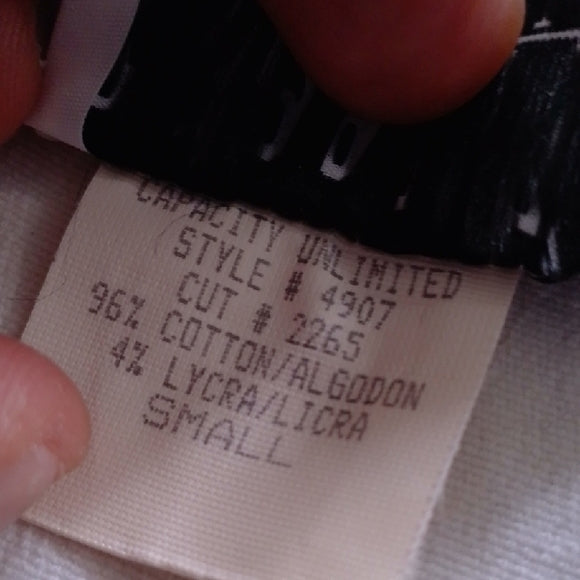 CAPACITY UNLIMITED
STYLE # 4907
CUT # 2265
96% COTTON/ALGODON
4% LYCRA/LICRA
SMALL